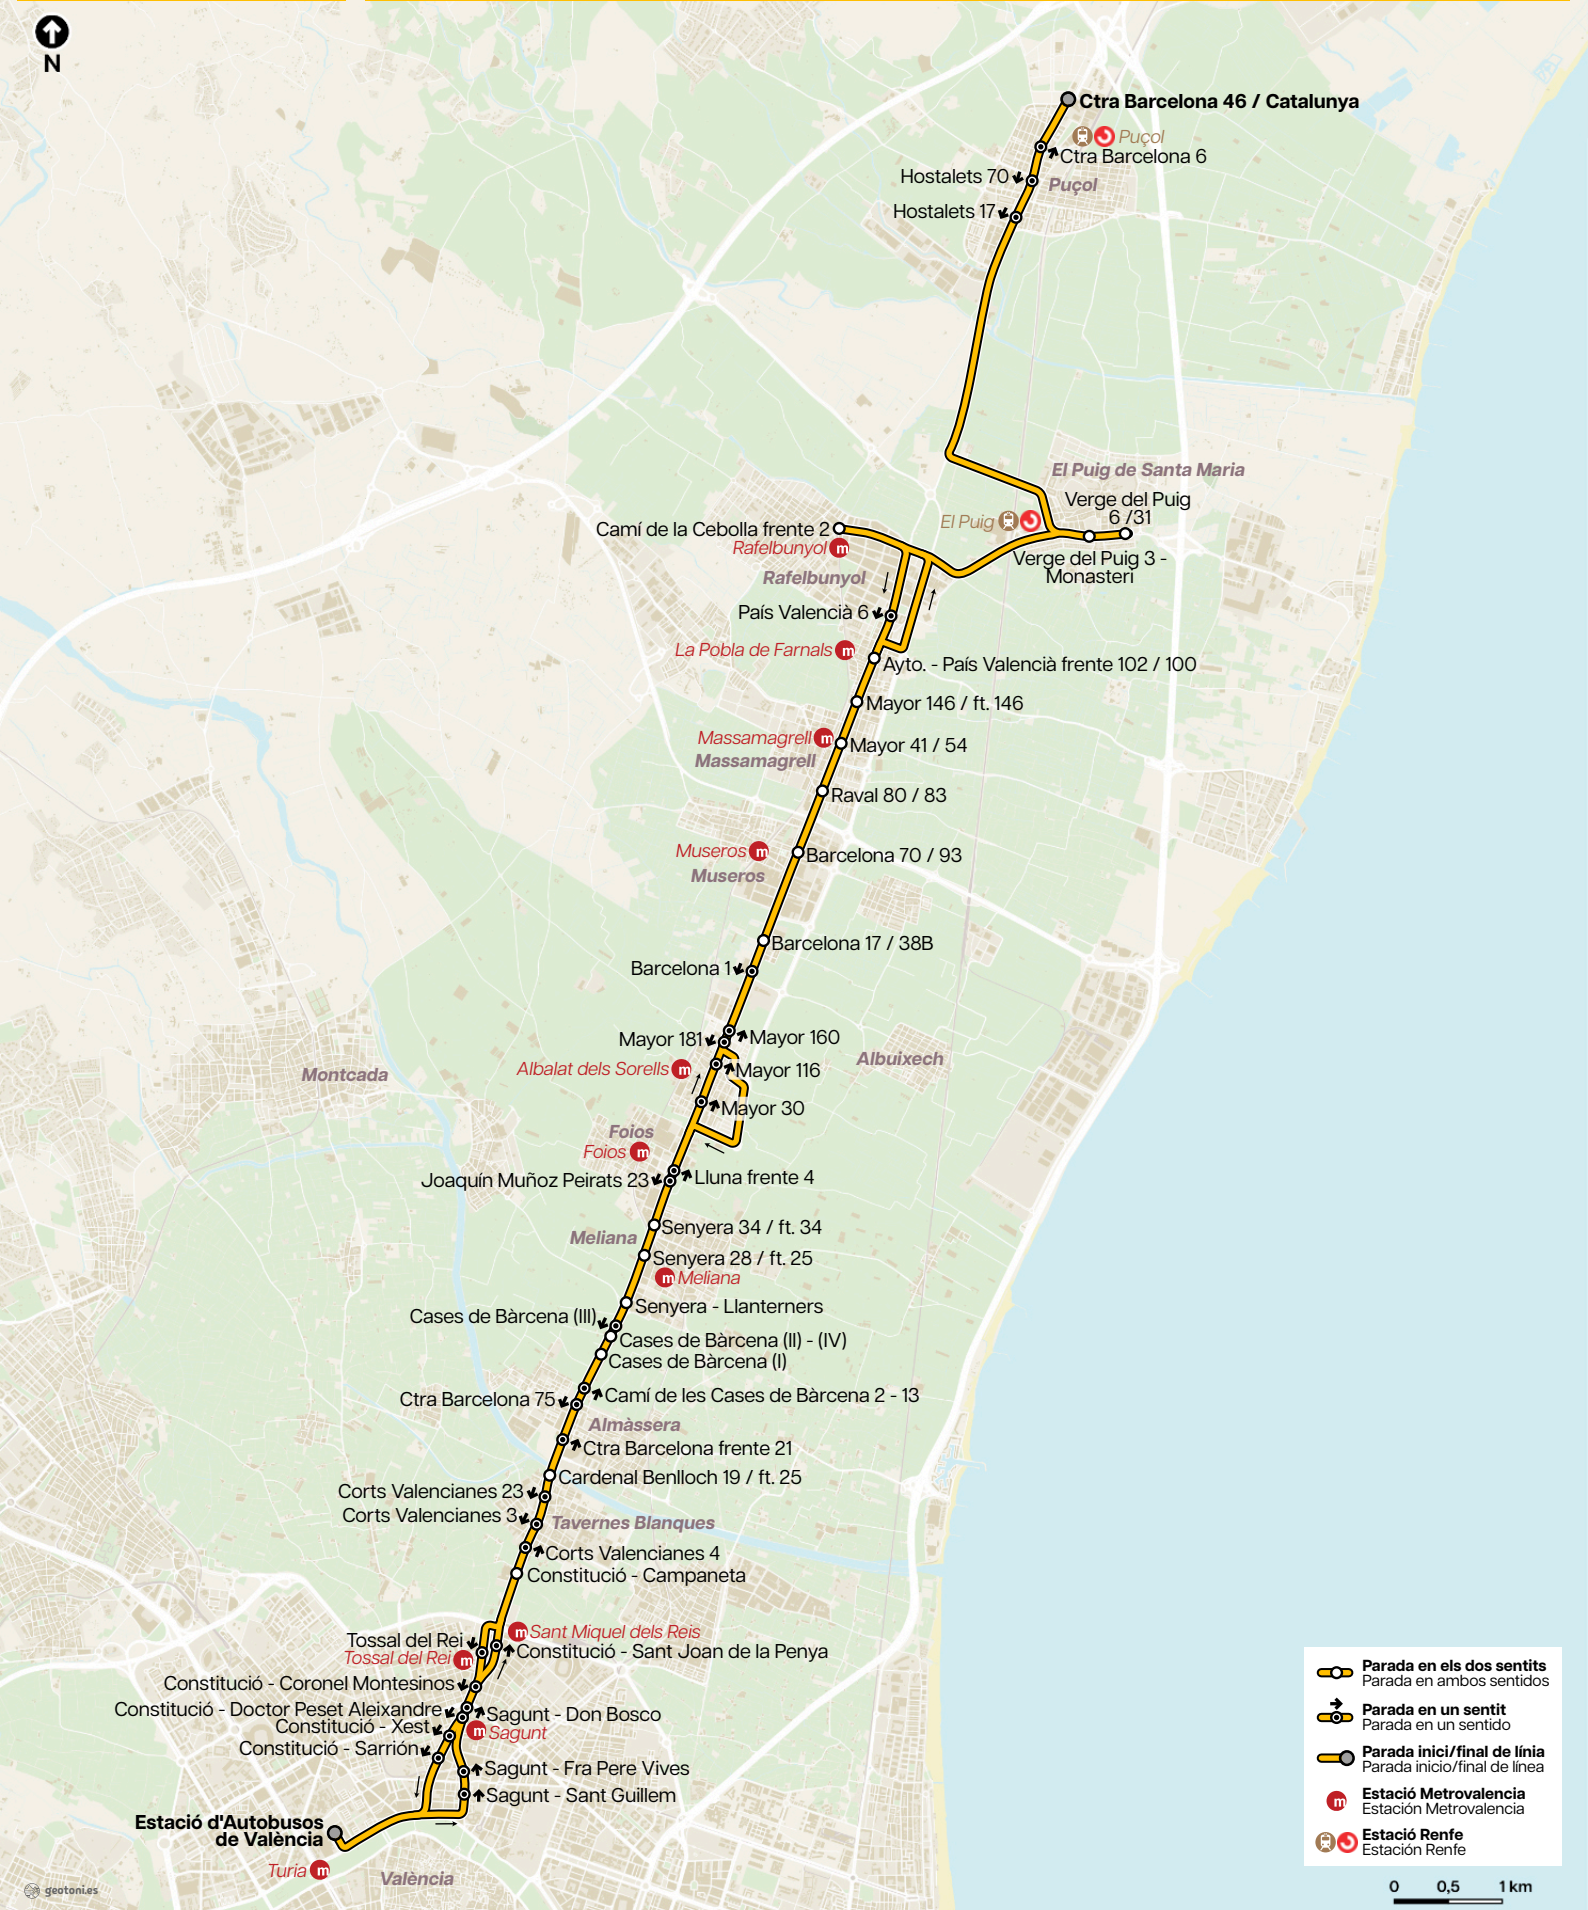 N
Ctra Barcelona 46 / Catalunya
Puçol
Ctra Barcelona 6
Hostalets 70
Puçol
Hostalets 17
El Puig de Santa Maria
Verge del Puig
6 /31
El Puig
Camí de la Cebolla frente 2
Rafelbunyol
Verge del Puig 3 -
Monasteri
Rafelbunyol
País Valencià 6
La Pobla de Farnals
Ayto. - País Valencià frente 102 / 100
Mayor 146 / ft. 146
Massamagrell
Mayor 41 / 54
Massamagrell
Raval 80 / 83
Museros
Barcelona 70 / 93
Museros
Barcelona 17 / 38B
Barcelona 1
Mayor 181
Mayor 160
Albuixech
Albalat dels Sorells
Mayor 116
Montcada
Mayor 30
Foios
Foios
Joaquín Muñoz Peirats 23
Lluna frente 4
Senyera 34 / ft. 34
Meliana
Senyera 28 / ft. 25
Meliana
Senyera - Llanterners
Cases de Bàrcena (III)
Cases de Bàrcena (II) - (IV)
Cases de Bàrcena (I)
Ctra Barcelona 75
Camí de les Cases de Bàrcena 2 - 13
Almàssera
Ctra Barcelona frente 21
Cardenal Benlloch 19 / ft. 25
Corts Valencianes 23
Corts Valencianes 3
Tavernes Blanques
Corts Valencianes 4
Constitució - Campaneta
Sant Miquel dels Reis
Tossal del Rei
Constitució - Sant Joan de la Penya
Tossal del Rei
Constitució - Coronel Montesinos
Constitució - Doctor Peset Aleixandre
Sagunt - Don Bosco
Constitució - Xest
Sagunt
Constitució - Sarrión
Sagunt - Fra Pere Vives
Sagunt - Sant Guillem
Estació d'Autobusos
de València
Turia
València
geotoni.es
Parada en els dos sentits
Parada en ambos sentidos
Parada en un sentit
Parada en un sentido
Parada inici/final de línia
Parada inicio/final de línea
m
Estació Metrovalencia
Estación Metrovalencia
Estació Renfe
Estación Renfe
0 0,5 1 km